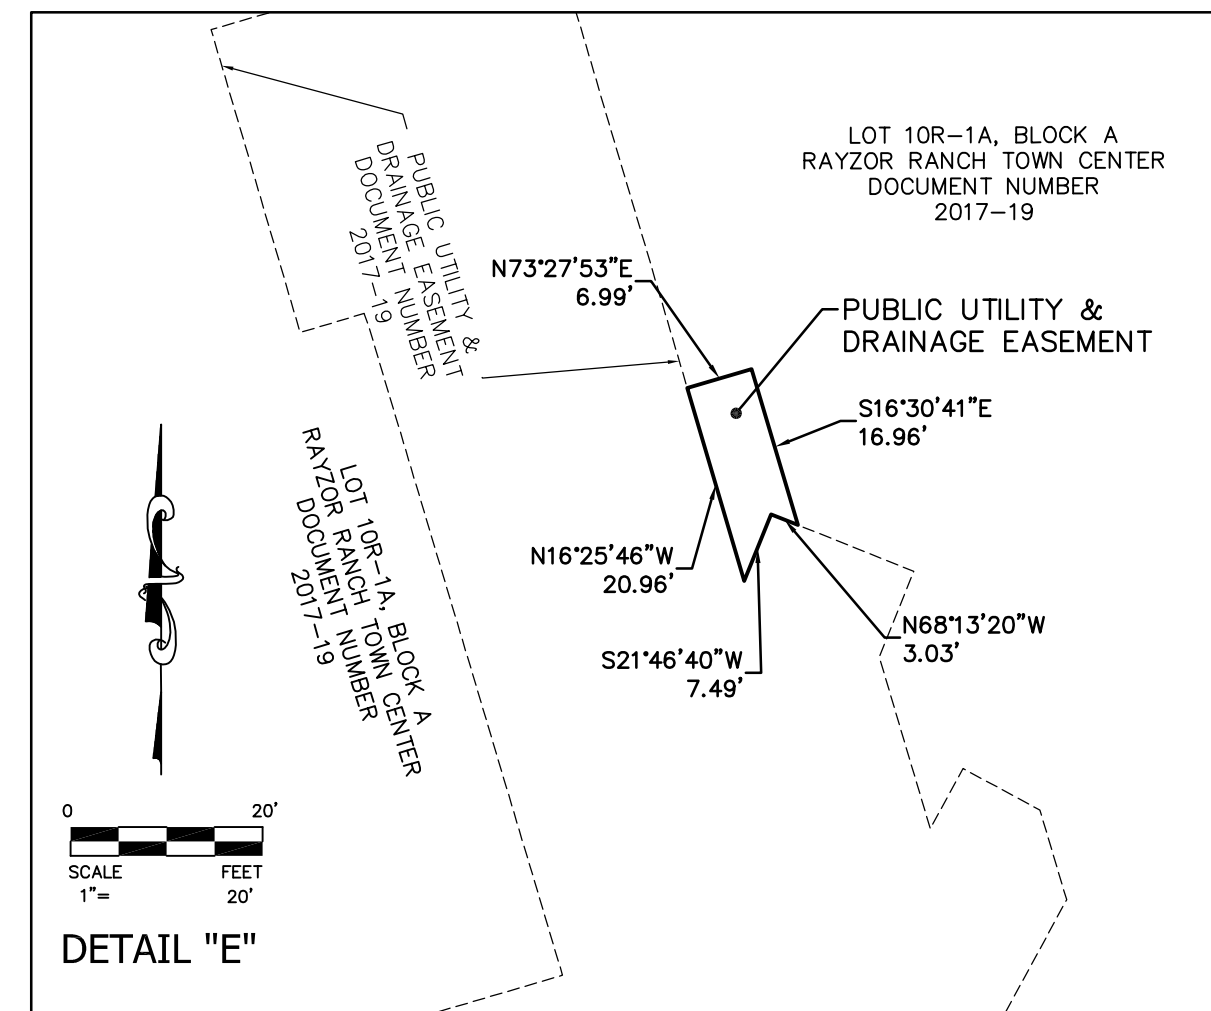 LOT 10R-1A, BLOCK A
RAYZOR RANCH TOWN CENTER
DOCUMENT NUMBER
2017-19
PUBLIC UTILITY &
DRAINAGE EASEMENT
DOCUMENT NUMBER
2017-19
N73°27'53"E
6.99'
PUBLIC UTILITY &
DRAINAGE EASEMENT
S16°30'41"E
16.96'
LOT 10R-1A, BLOCK A
RAYZOR RANCH TOWN CENTER
DOCUMENT NUMBER
2017-19
N16°25'46"W
20.96'
N68°13'20"W
3.03'
S21°46'40"W
7.49'
0 20'
SCALE FEET
1"= 20'
DETAIL "E"